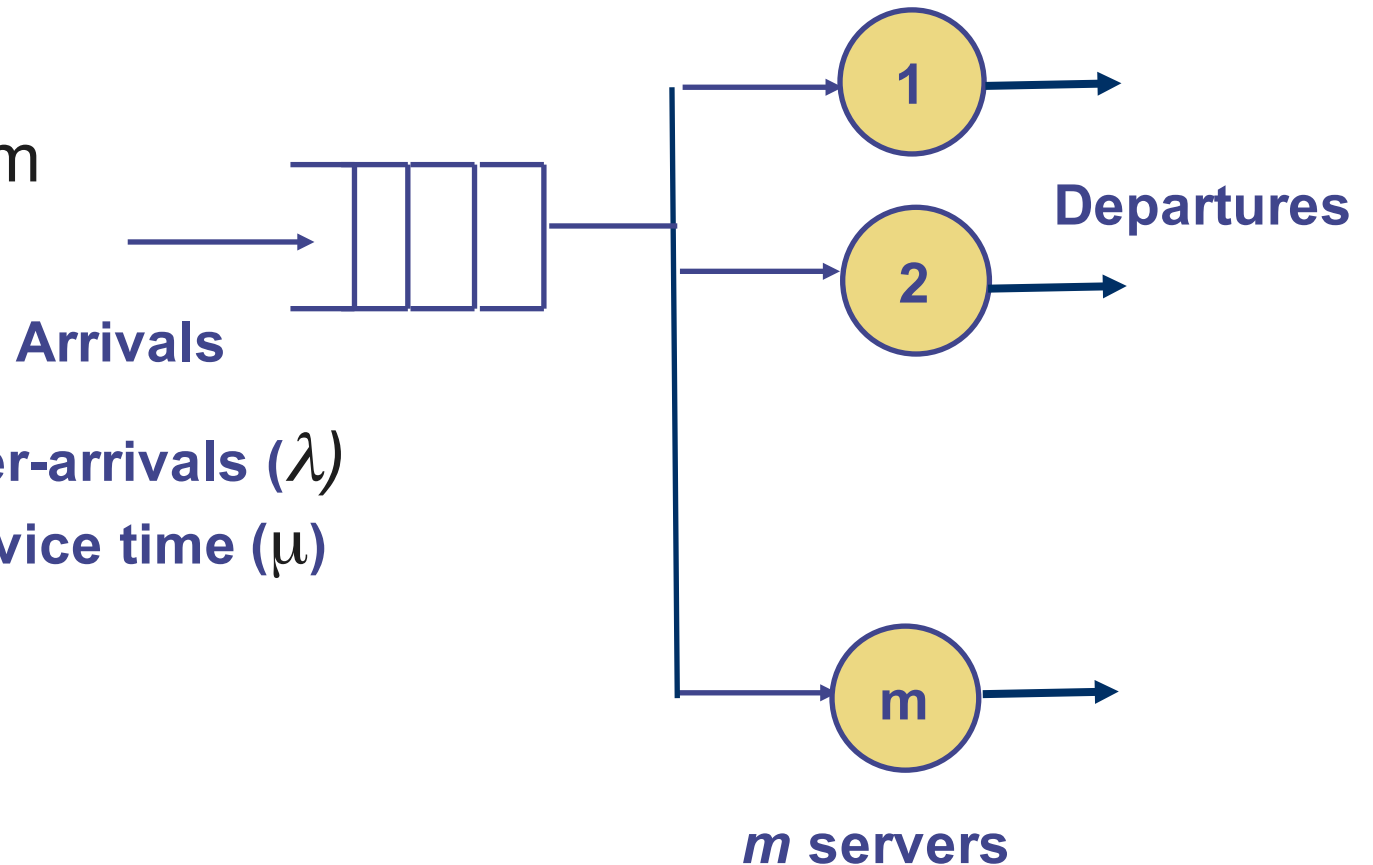 1
m
Departures
2
Arrivals
er-arrivals (λ)
vice time (μ)
m
m servers